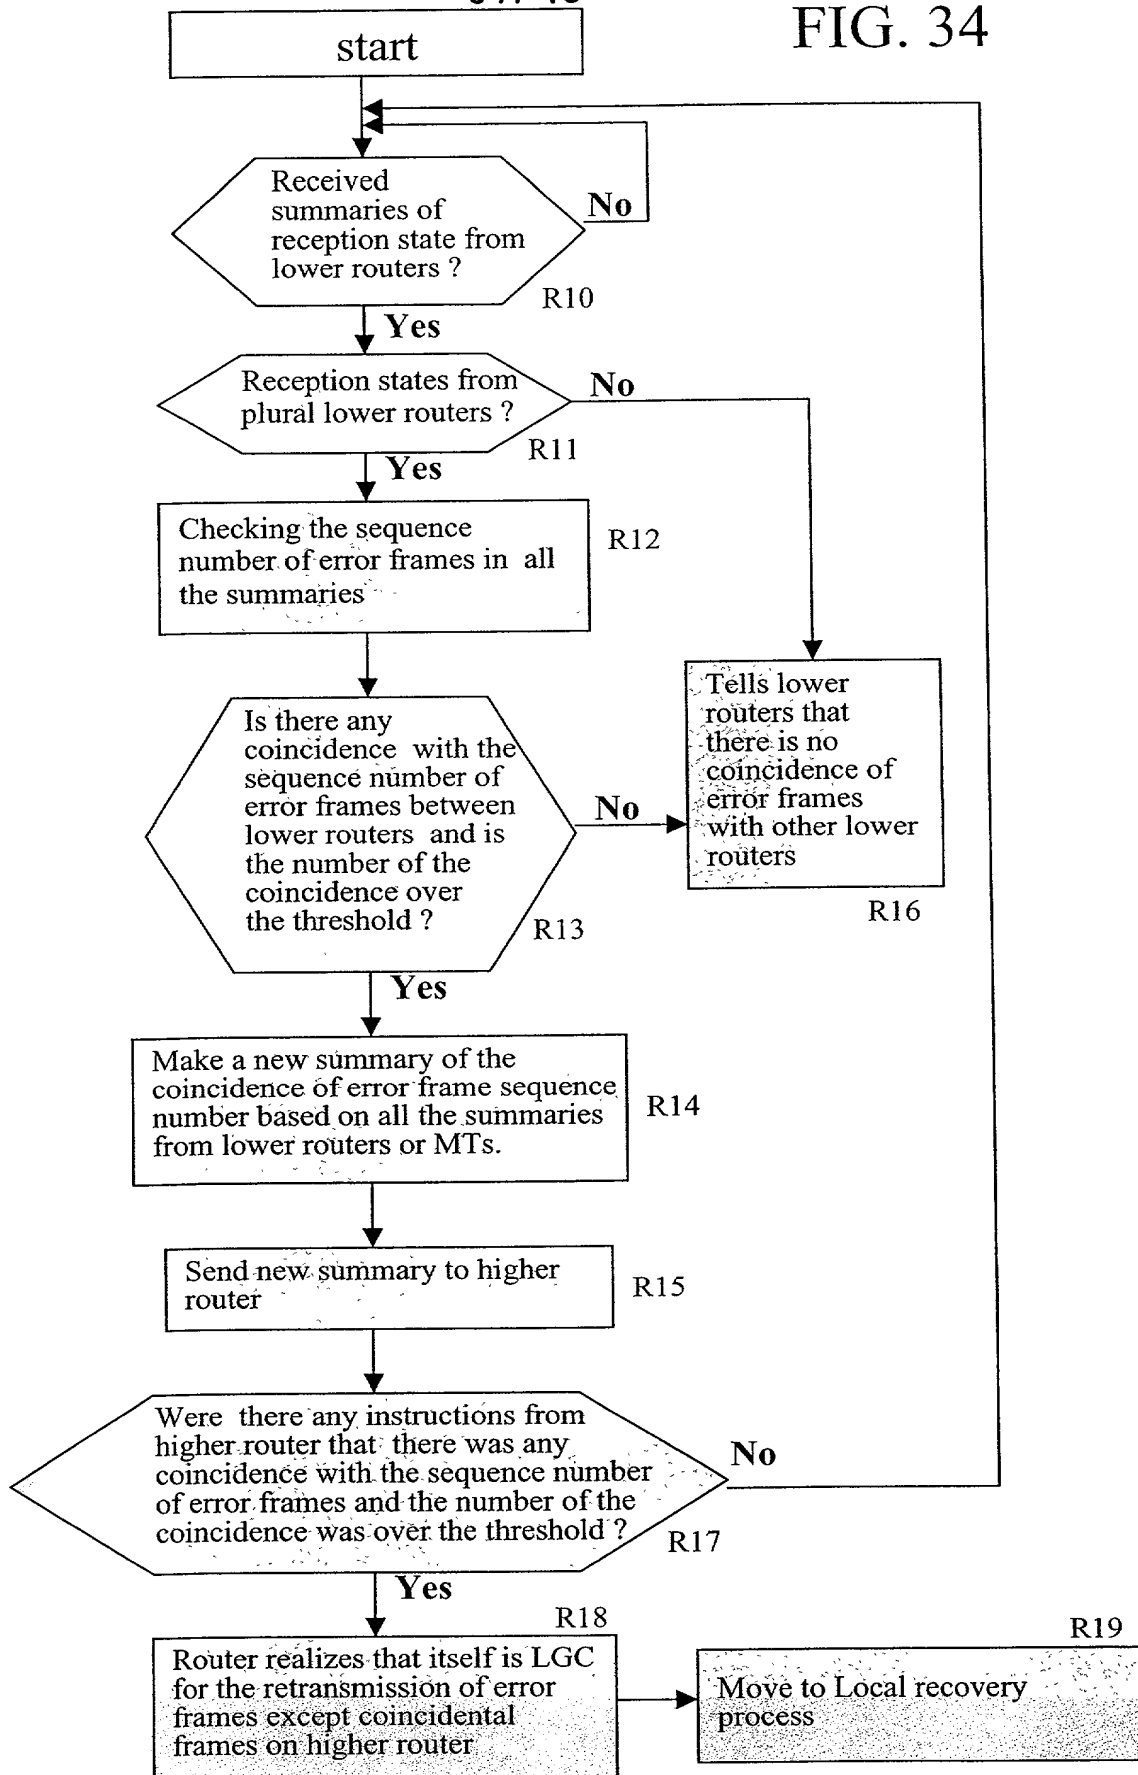 FIG. 34
start
Received
summaries of
reception state from
lower routers ?
No
R10
Yes
Reception states from
plural lower routers ?
No
R11
Yes
Checking the sequence
number of error frames in all
the summaries
R12
Is there any
coincidence with the
sequence number of
error frames between
lower routers and is
the number of the
coincidence over
the threshold ?
No
R13
Tells lower
routers that
there is no
coincidence of
error frames
with other lower
routers
R16
Yes
Make a new summary of the
coincidence of error frame sequence
number based on all the summaries
from lower routers or MTs.
R14
Send new summary to higher
router
R15
Were there any instructions from
higher router that there was any
coincidence with the sequence number
of error frames and the number of the
coincidence was over the threshold ?
No
R17
Yes
R18
Router realizes that itself is LGC
for the retransmission of error
frames except coincidental
frames on higher router
R19
Move to Local recovery
process